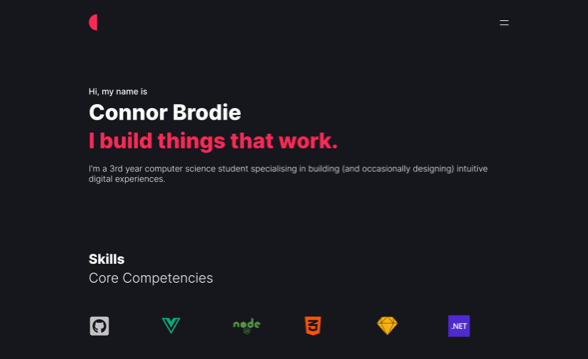 Hi, my name is
Connor Brodie
I build things that work.
I'm a 3rd year computer science student specialising in building (and occasionally designing) intuitive
digital experiences.
Skills
Core Competencies
node
3
.NET